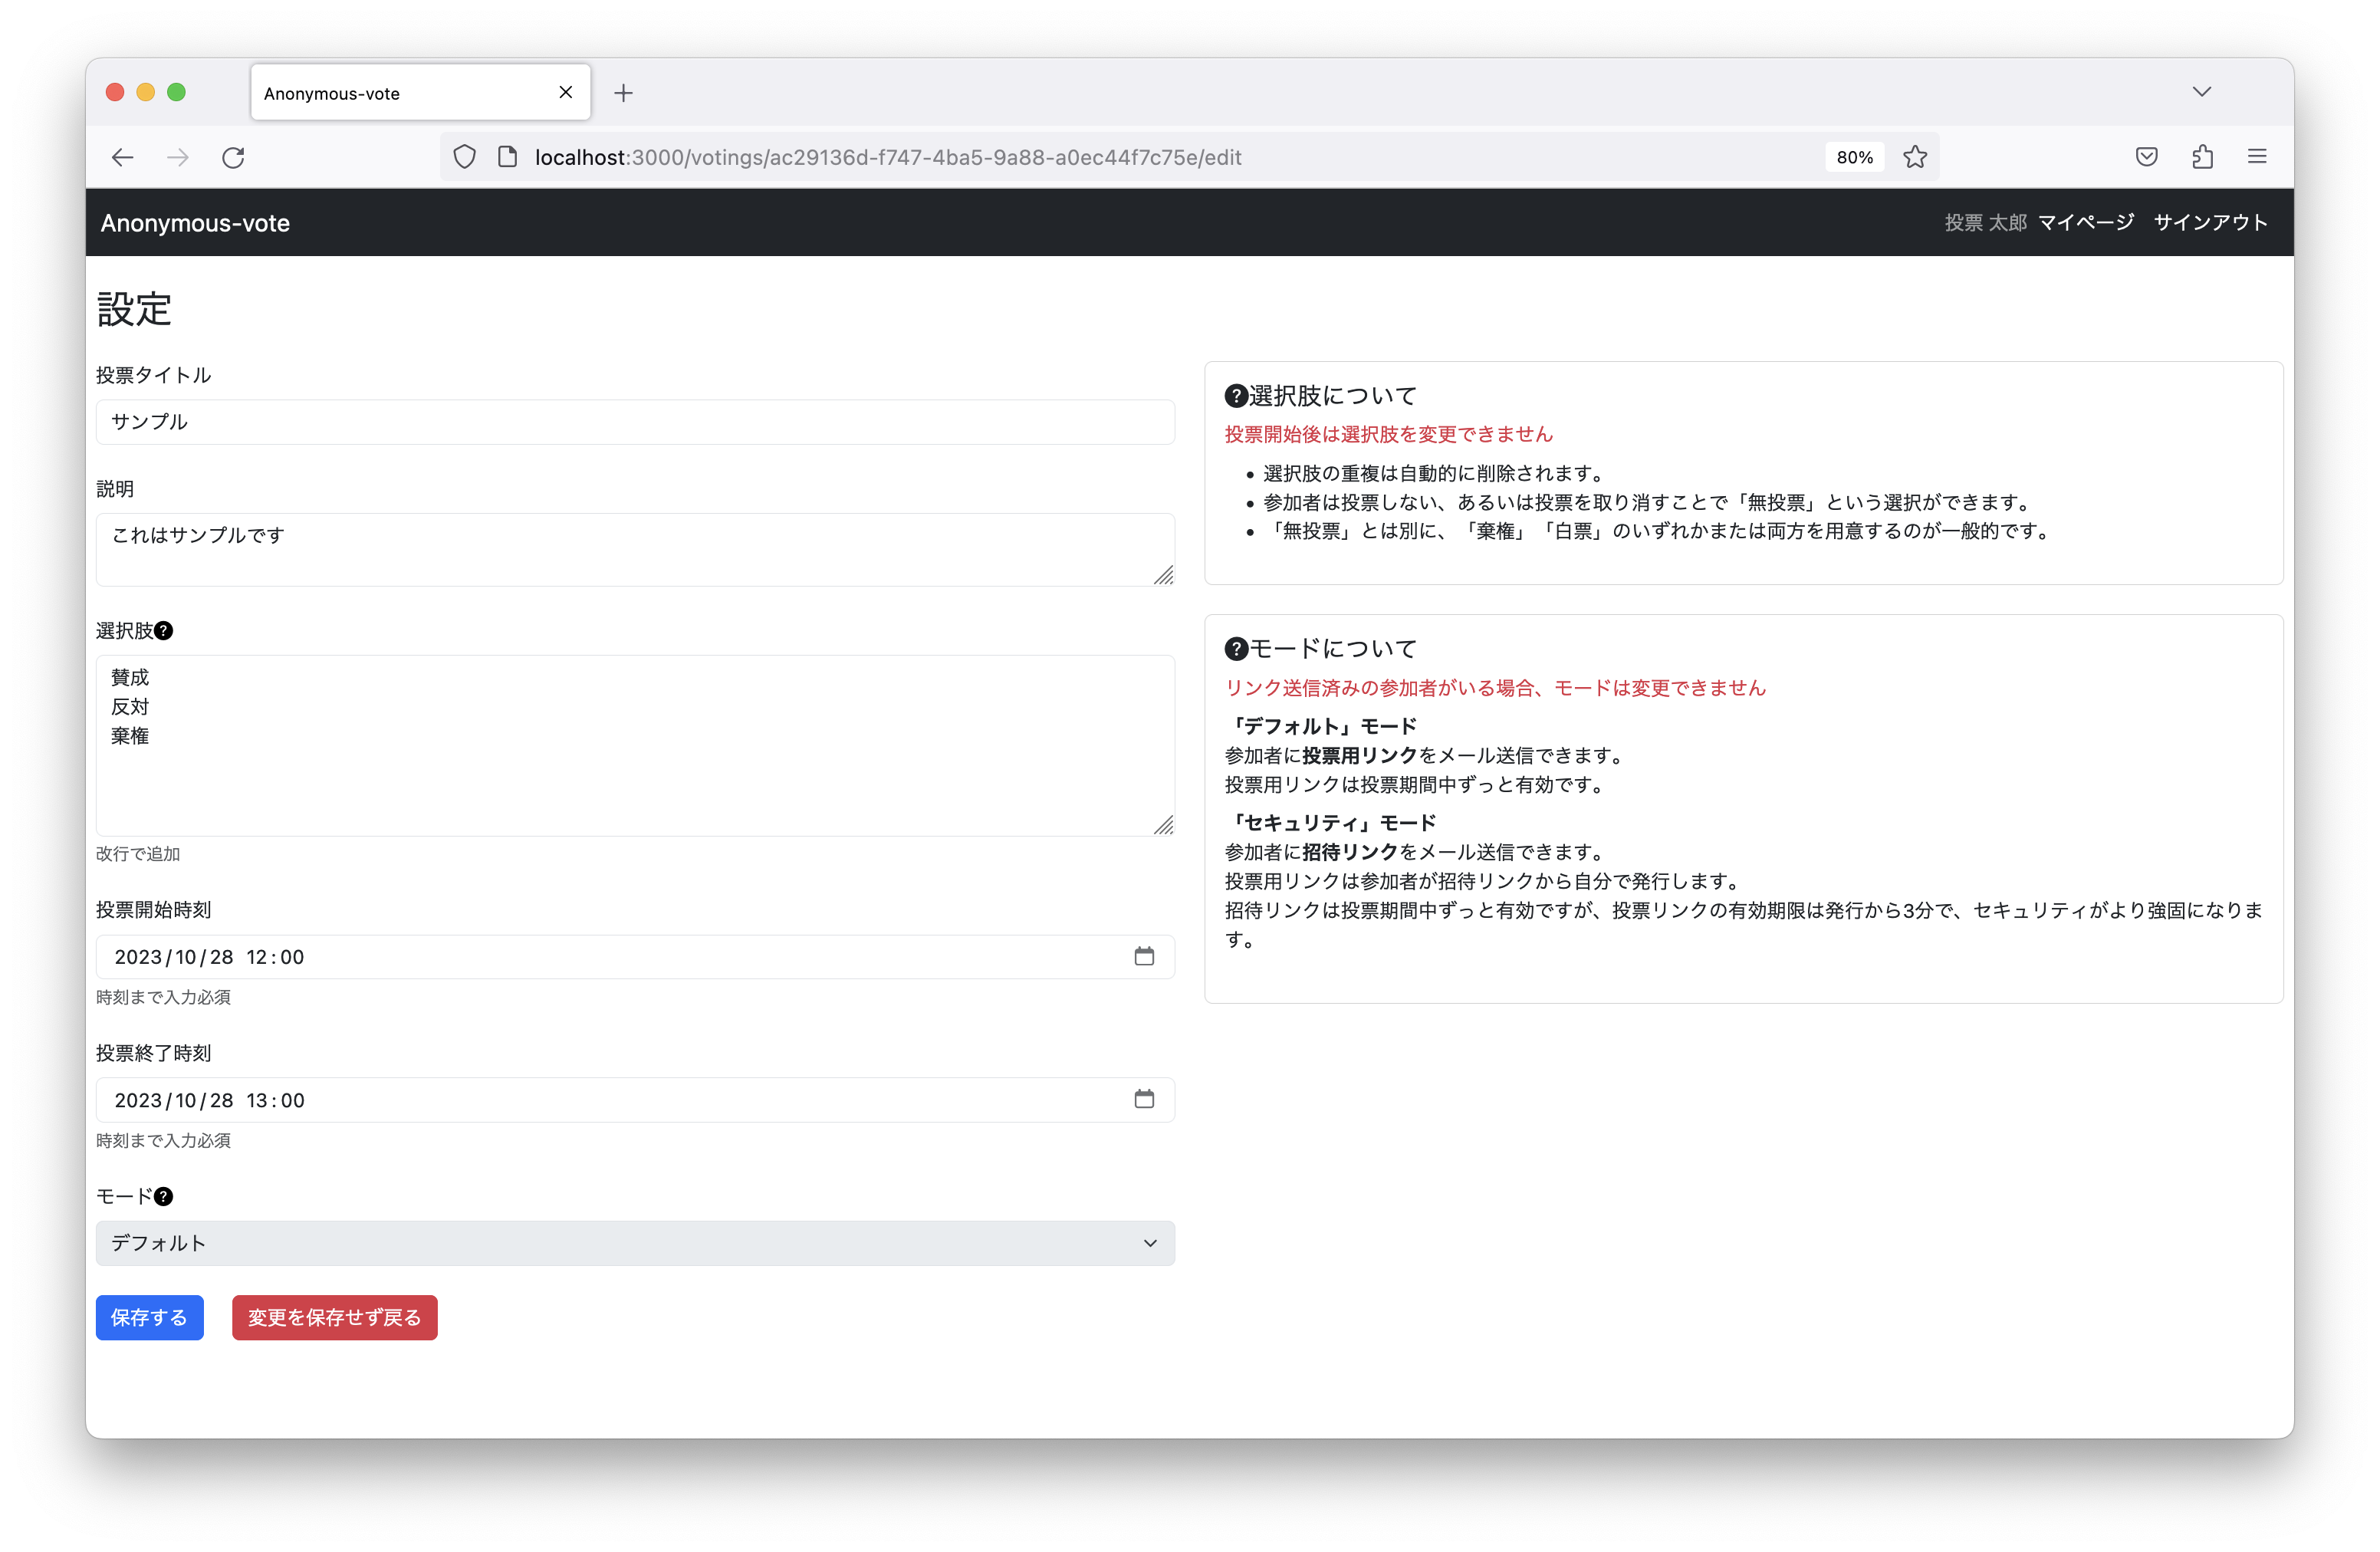 Anonymous-vote
localhost:3000/votings/ac29136d-f747-4ba5-9a88-a0ec44f7c75e/edit
80%
Anonymous-vote
投票 太郎 マイページ サインアウト
設定
投票タイトル
サンプル
説明
これはサンプルです
選択肢?
賛成
反対
棄権
改行で追加
投票開始時刻
2023/10/28 12:00
時刻まで入力必須
投票終了時刻
2023/10/28 13:00
時刻まで入力必須
モード?
デフォルト
保存する 変更を保存せず戻る
?選択肢について
投票開始後は選択肢を変更できません
• 選択肢の重複は自動的に削除されます。
• 参加者は投票しない、あるいは投票を取り消すことで「無投票」という選択ができます。
• 「無投票」とは別に、「棄権」「白票」のいずれかまたは両方を用意するのが一般的です。
?モードについて
リンク送信済みの参加者がいる場合、モードは変更できません
「デフォルト」モード
参加者に投票用リンクをメール送信できます。
投票用リンクは投票期間中ずっと有効です。
「セキュリティ」モード
参加者に招待リンクをメール送信できます。
投票用リンクは参加者が招待リンクから自分で発行します。
招待リンクは投票期間中ずっと有効ですが、投票リンクの有効期限は発行から3分で、セキュリティがより強固になりま
す。